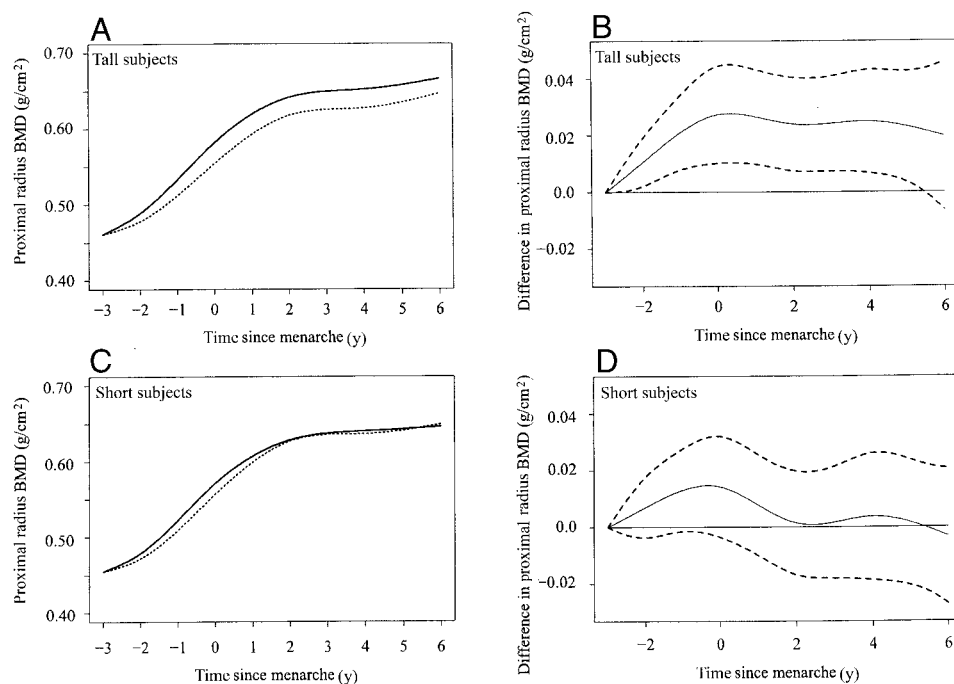 A
Tall subjects
Proximal radius BMD (g/cm²)
0.70
0.60
0.50
0.40
−3 −2 −1 0 1 2 3 4 5 6
Time since menarche (y)
B
Tall subjects
Difference in proximal radius BMD (g/cm²)
0.04
0.02
0.0
−0.02
−2 0 2 4 6
Time since menarche (y)
C
Short subjects
Proximal radius BMD (g/cm²)
0.70
0.60
0.50
0.40
−3 −2 −1 0 1 2 3 4 5 6
Time since menarche (y)
D
Short subjects
Difference in proximal radius BMD (g/cm²)
0.04
0.02
0.0
−0.02
−2 0 2 4 6
Time since menarche (y)